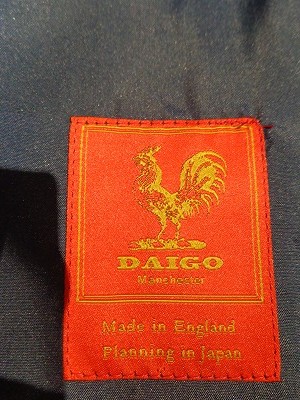 DAIGO
Manchester
Made in England
Planning in Japan